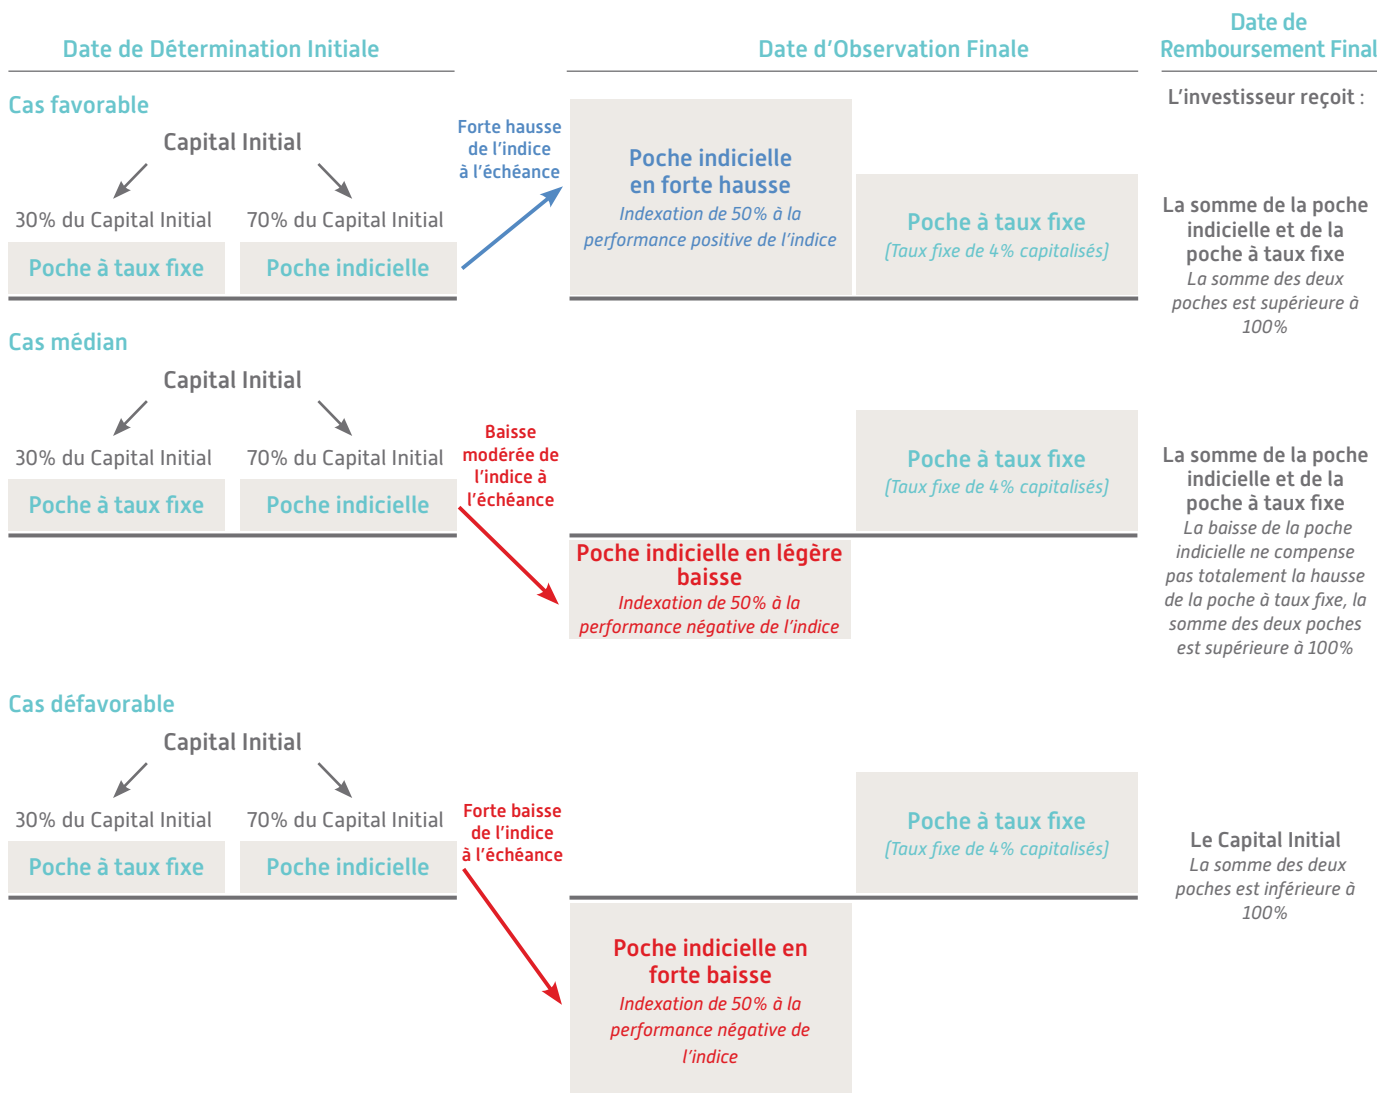 Date de Détermination Initiale
Date d'Observation Finale
Date de
Remboursement Final
Cas favorable
Capital Initial
30% du Capital Initial
70% du Capital Initial
Poche à taux fixe
Poche indicielle
Forte hausse
de l'indice
à l'échéance
Poche indicielle
en forte hausse
Indexation de 50% à la
performance positive de l'indice
Poche à taux fixe
(Taux fixe de 4% capitalisés)
L'investisseur reçoit :
La somme de la poche
indicielle et de la
poche à taux fixe
La somme des deux
poches est supérieure à
100%
Cas médian
Capital Initial
30% du Capital Initial
70% du Capital Initial
Poche à taux fixe
Poche indicielle
Baisse
modérée de
l'indice à
l'échéance
Poche indicielle en légère
baisse
Indexation de 50% à la
performance négative de l'indice
Poche à taux fixe
(Taux fixe de 4% capitalisés)
La somme de la poche
indicielle et de la
poche à taux fixe
La baisse de la poche
indicielle ne compense
pas totalement la hausse
de la poche à taux fixe, la
somme des deux poches
est supérieure à 100%
Cas défavorable
Capital Initial
30% du Capital Initial
70% du Capital Initial
Poche à taux fixe
Poche indicielle
Forte baisse
de l'indice
à l'échéance
Poche indicielle en
forte baisse
Indexation de 50% à la
performance négative de
l'indice
Poche à taux fixe
(Taux fixe de 4% capitalisés)
Le Capital Initial
La somme des deux
poches est inférieure à
100%